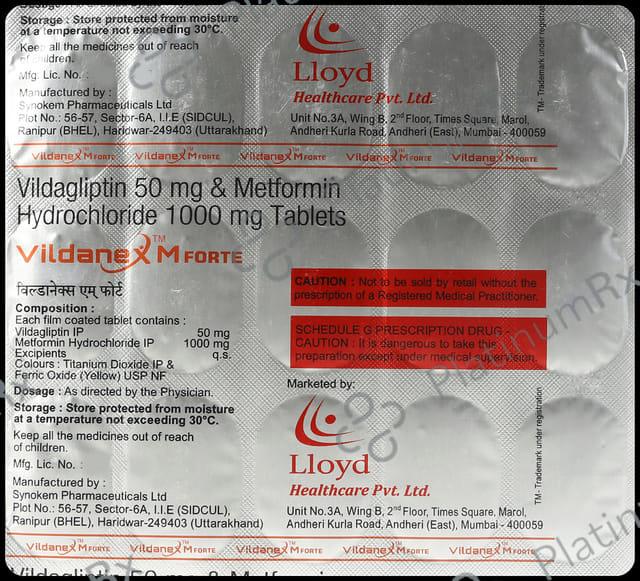 Storage : Store protected from moisture
at a temperature not exceeding 30°C.
Keep all the medicines out of reach
of children.
Mfg. Lic. No. :
Manufactured by :
Synokem Pharmaceuticals Ltd
Plot No.: 56-57, Sector-6A, I.I.E (SIDCUL),
Ranipur (BHEL), Haridwar-249403 (Uttarakhand)
Lloyd
Healthcare Pvt. Ltd.
Unit No.3A, Wing B, 2nd Floor, Times Square, Marol,
Andheri Kurla Road, Andheri (East), Mumbai - 400059
TM- Trademark under registration
Vildanex M FORTE Vildanex M FORTE Vildanex M FORTE Vildanex M FORTE Vildanex M FORTE
Vildagliptin 50 mg & Metformin
Hydrochloride 1000 mg Tablets
Vildanex™ M FORTE
विल्डानेक्स एम् फोर्ट
Composition :
Each film coated tablet contains :
Vildagliptin IP 50 mg
Metformin Hydrochloride IP 1000 mg
Excipients q.s.
Colours : Titanium Dioxide IP &
Ferric Oxide (Yellow) USP NF
Dosage : As directed by the Physician.
Storage : Store protected from moisture
at a temperature not exceeding 30°C.
Keep all the medicines out of reach
of children.
Mfg. Lic. No. :
Manufactured by :
Synokem Pharmaceuticals Ltd
Plot No.: 56-57, Sector-6A, I.I.E (SIDCUL),
Ranipur (BHEL), Haridwar-249403 (Uttarakhand)
CAUTION : Not to be sold by retail without the
prescription of a Registered Medical Practitioner.
SCHEDULE G PRESCRIPTION DRUG -
CAUTION : It is dangerous to take this
preparation except under medical supervision.
Marketed by:
Lloyd
Healthcare Pvt. Ltd.
Unit No.3A, Wing B, 2nd Floor, Times Square, Marol,
Andheri Kurla Road, Andheri (East), Mumbai - 400059
TM- Trademark under registration
Vildanex M FORTE Vildanex M FORTE Vildanex M FORTE Vildanex M FORTE Vildanex M FORTE
Vildagliptin 50 mg & Metformin
PlatinumRx